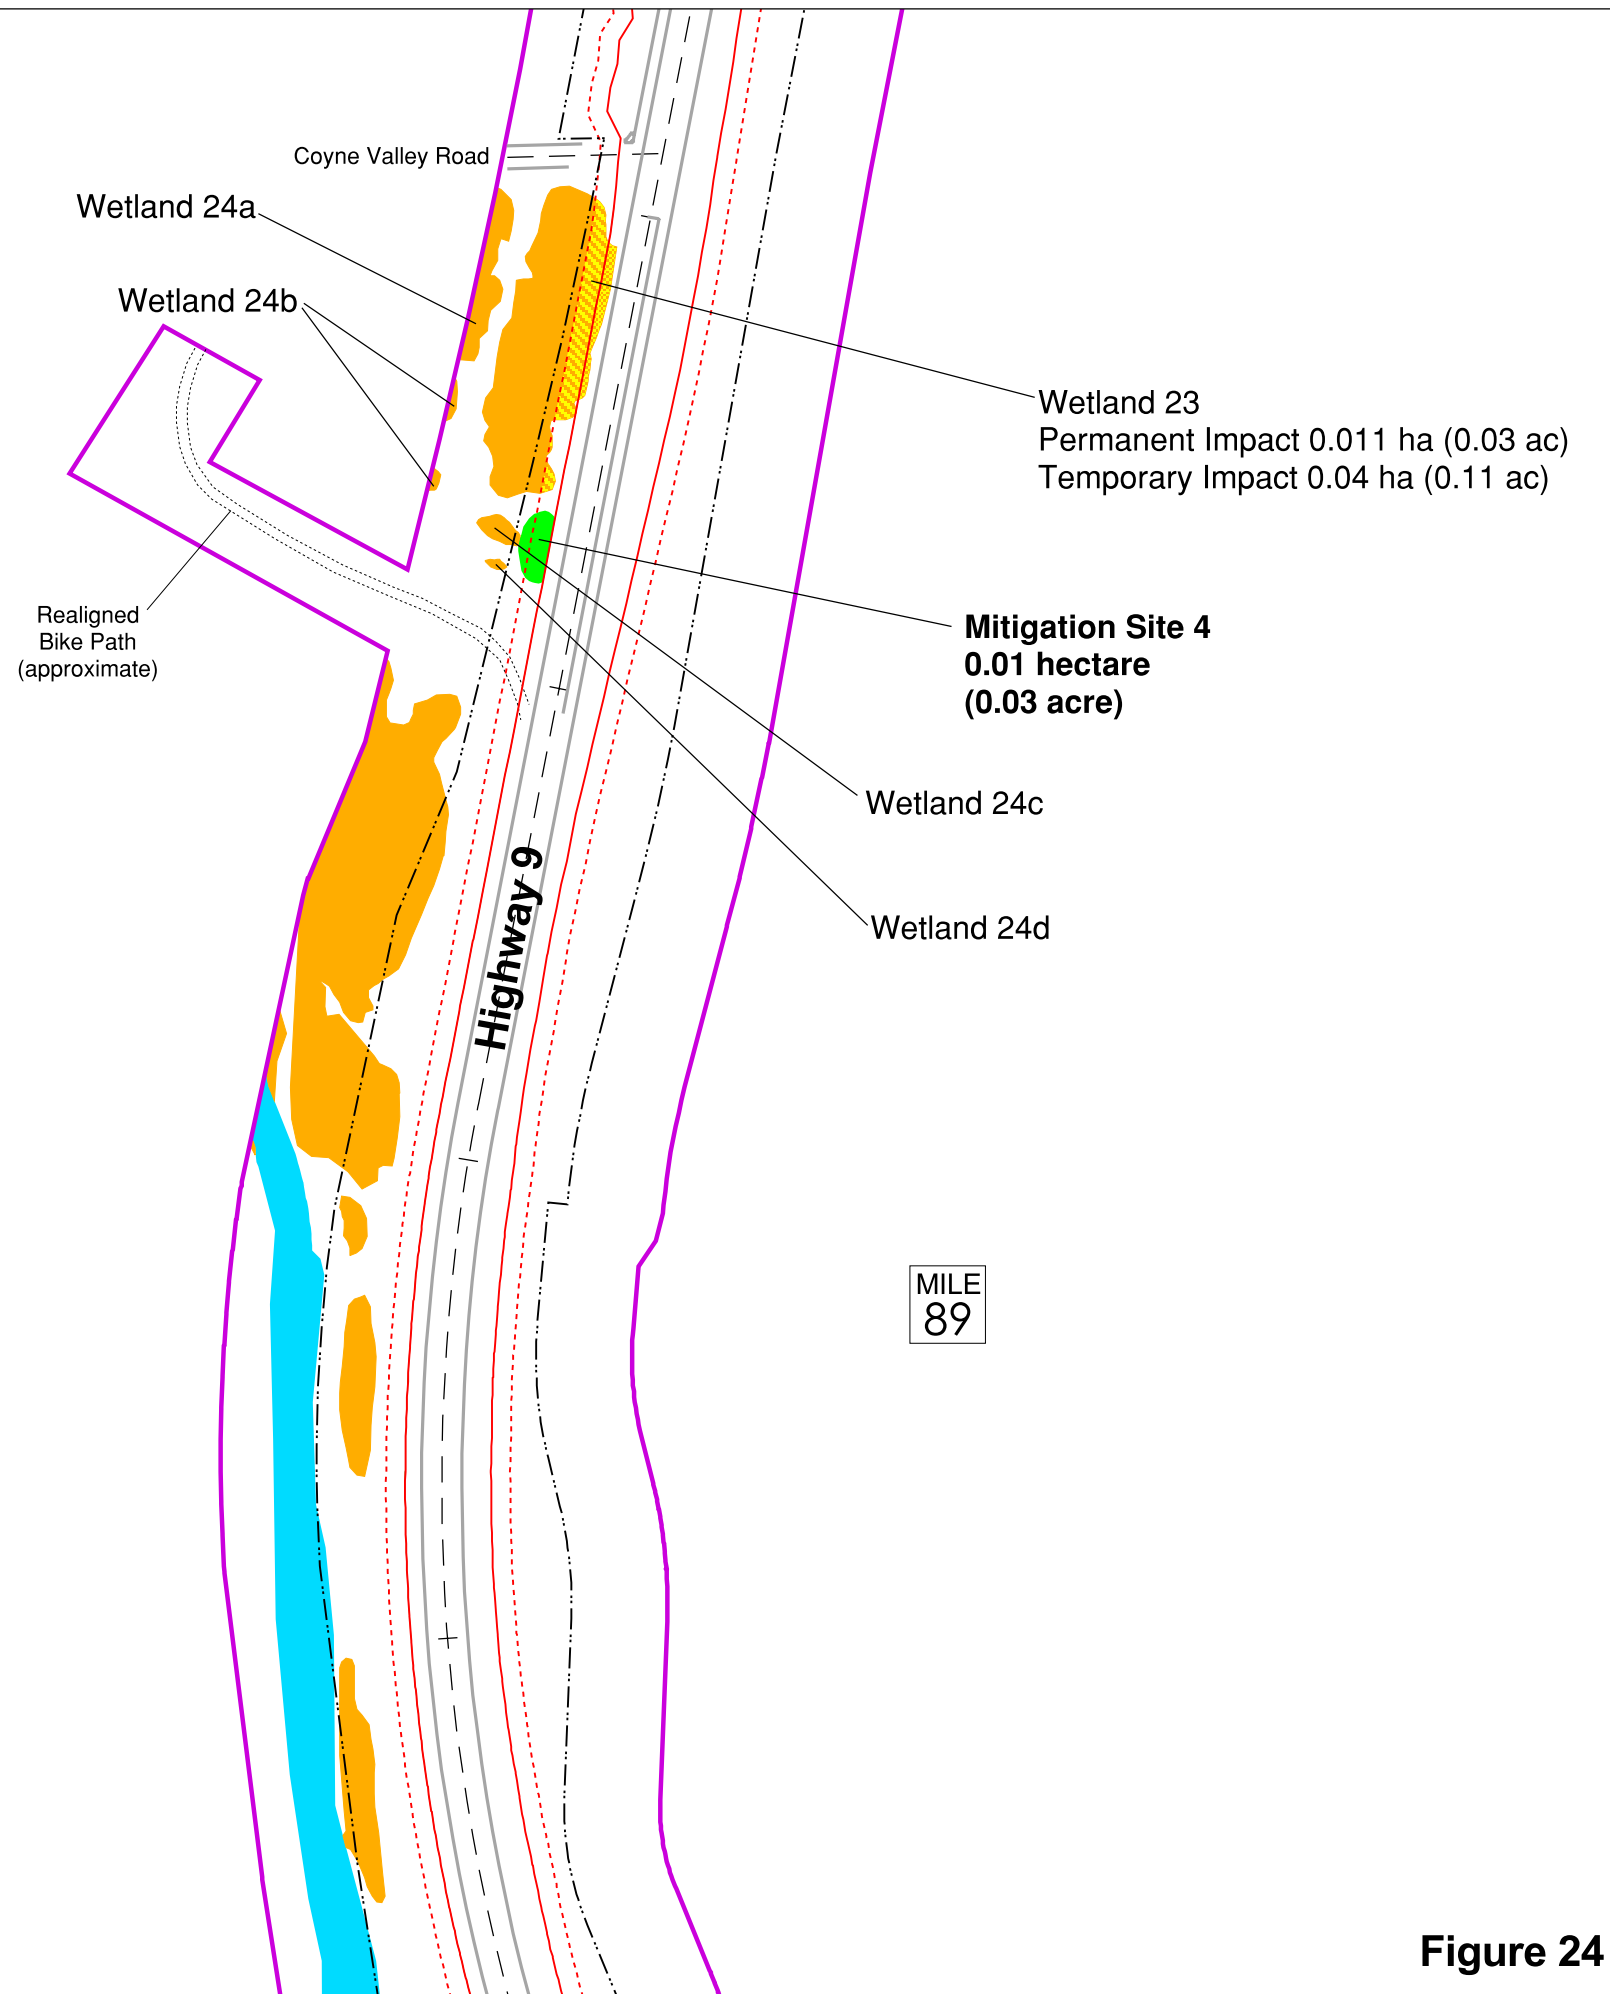 Coyne Valley Road
Wetland 24a
Wetland 24b
Wetland 23
Permanent Impact 0.011 ha (0.03 ac)
Temporary Impact 0.04 ha (0.11 ac)
Realigned
Bike Path
(approximate)
Mitigation Site 4
0.01 hectare
(0.03 acre)
Wetland 24c
Wetland 24d
Highway 9
MILE
89
Figure 24